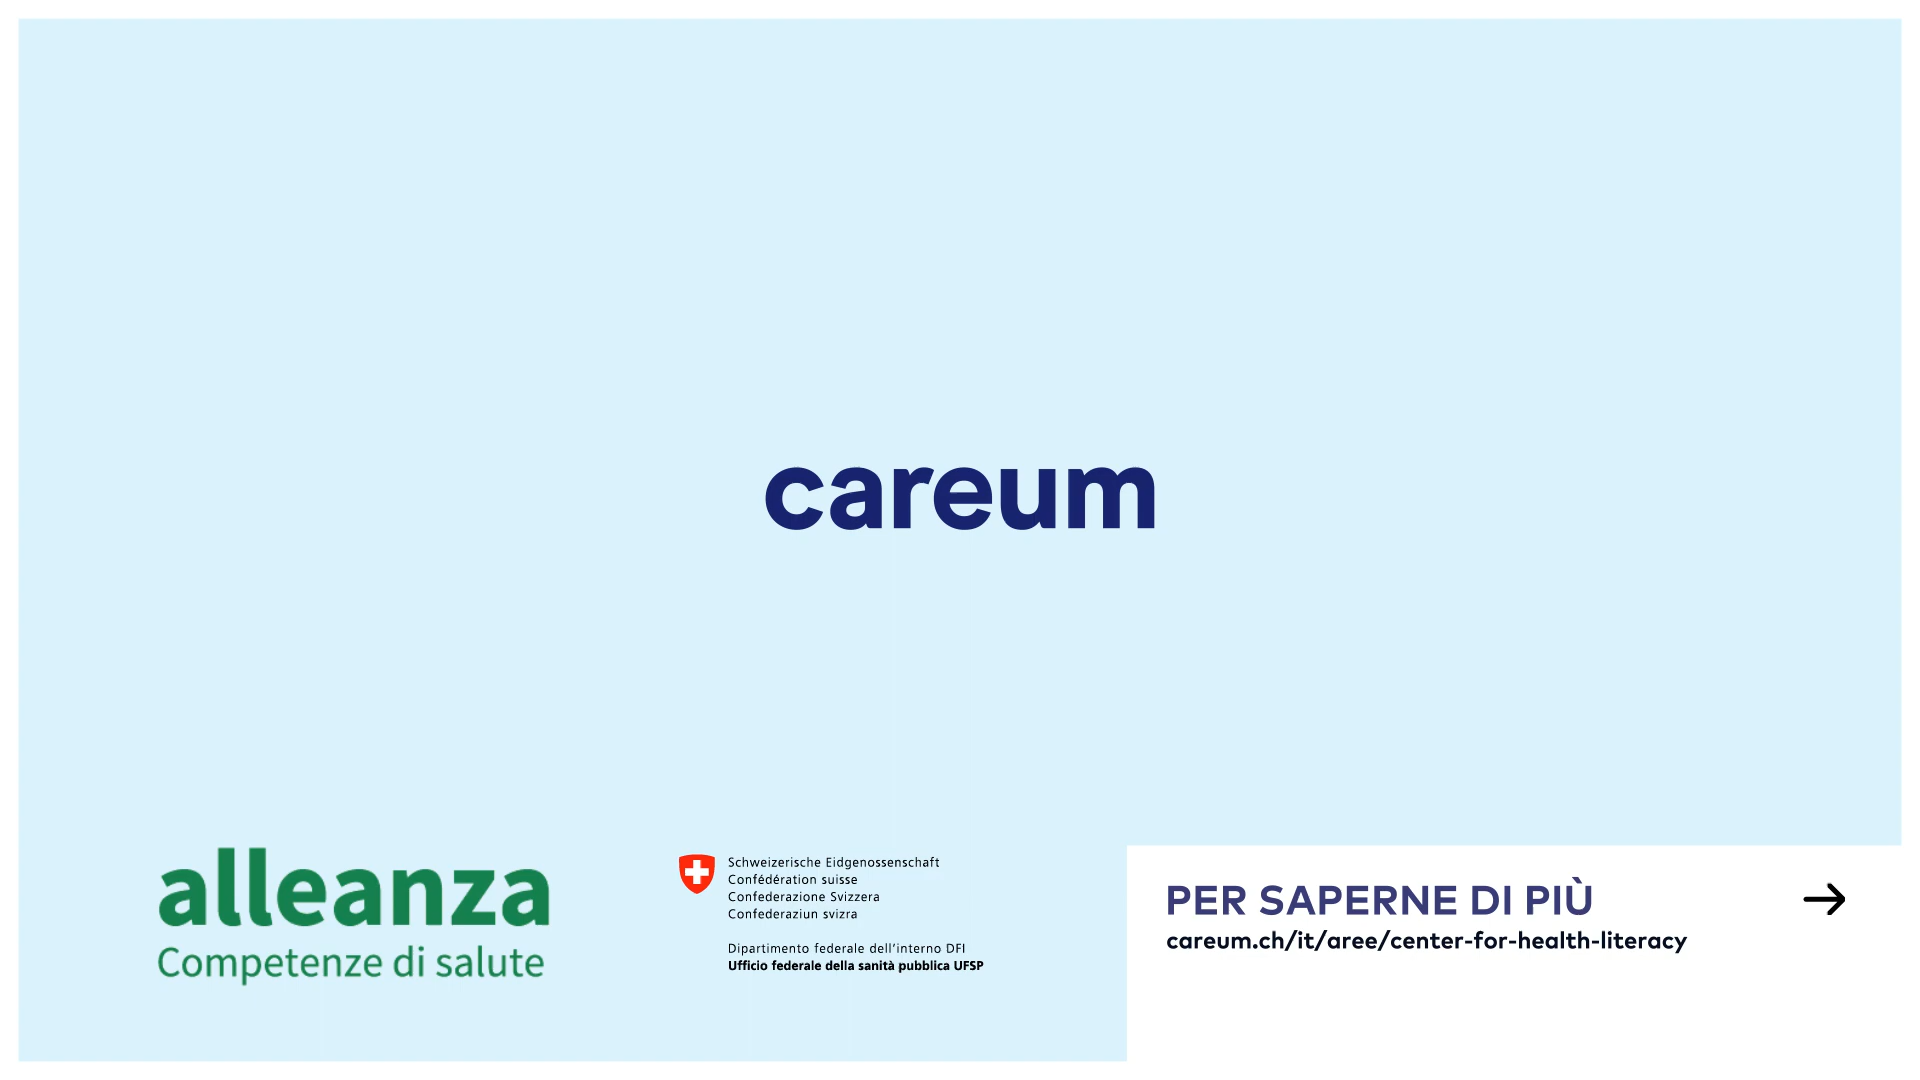 careum
alleanza
Competenze di salute
Schweizerische Eidgenossenschaft
Confédération suisse
Confederazione Svizzera
Confederaziun svizra
Dipartimento federale dell'interno DFI
Ufficio federale della sanità pubblica UFSP
PER SAPERNE DI PIÙ
careum.ch/it/aree/center-for-health-literacy